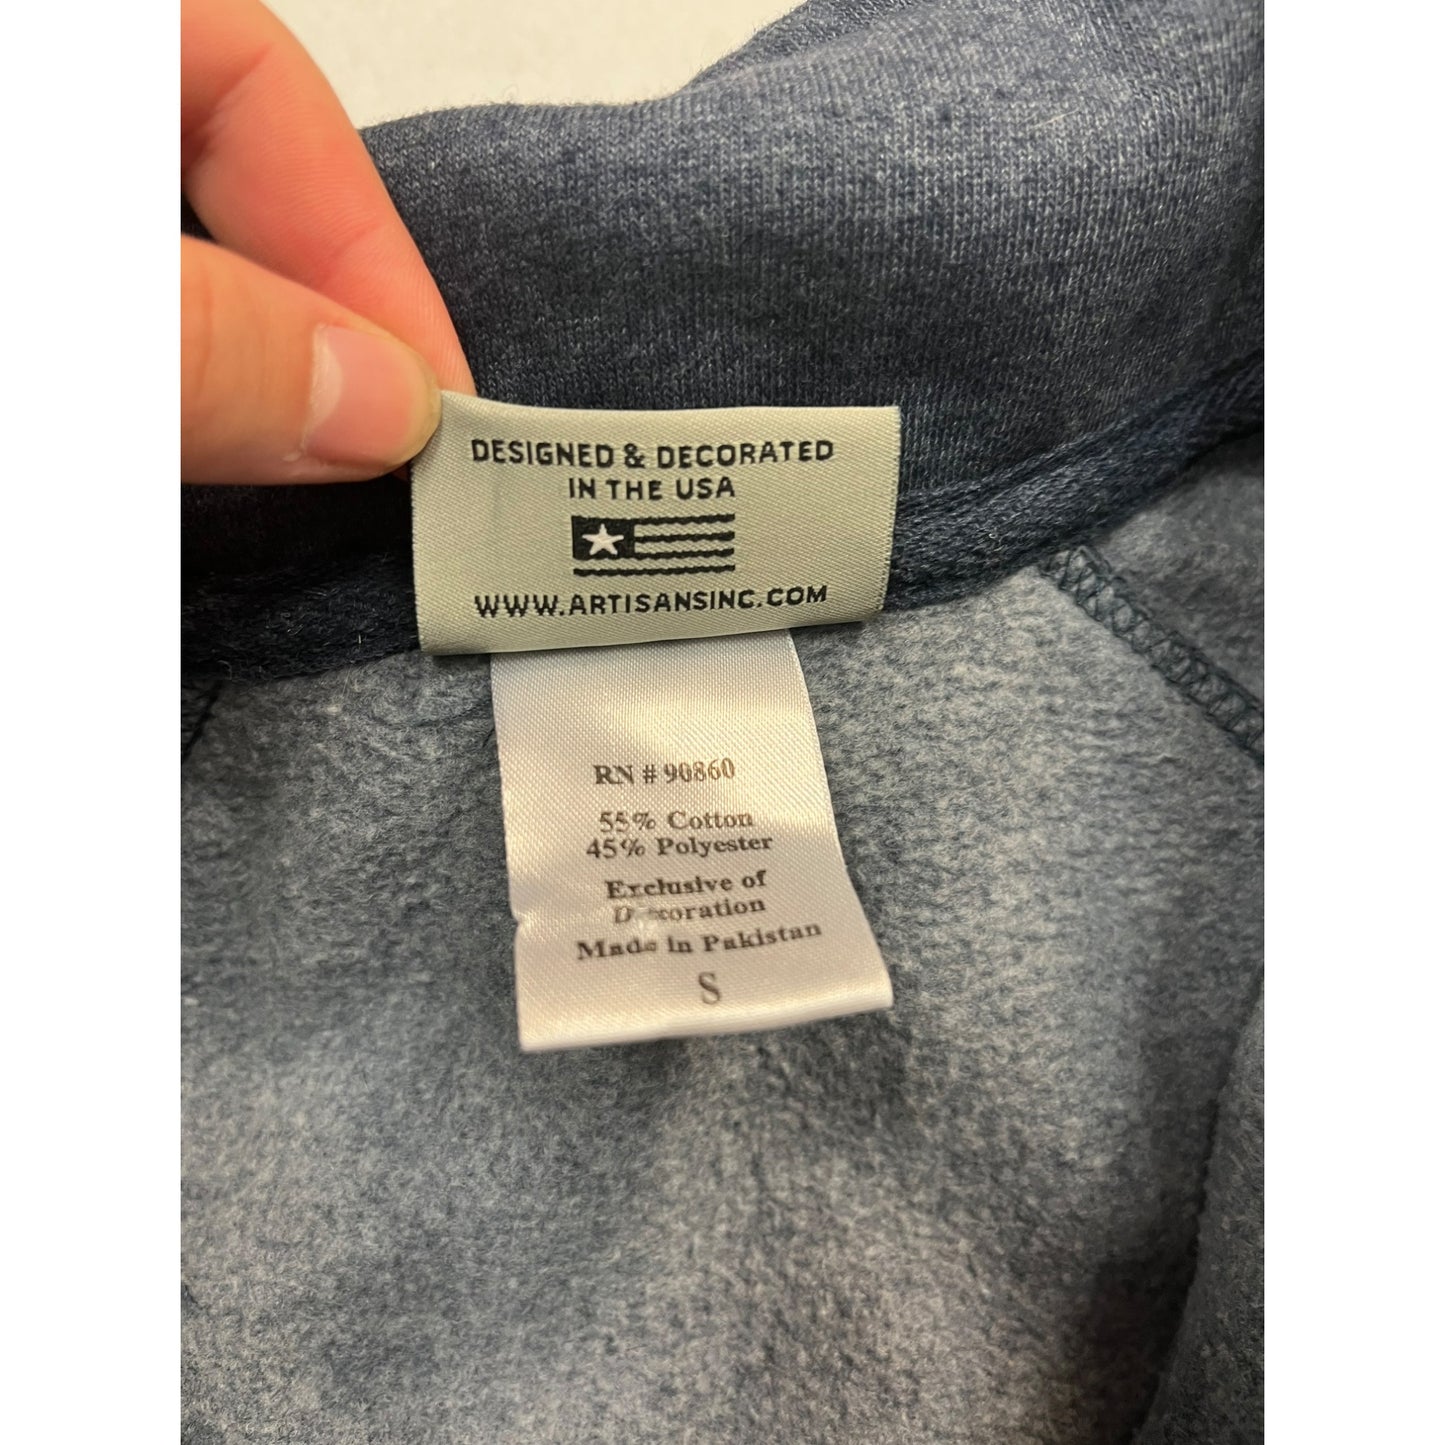 DESIGNED & DECORATED
IN THE USA
WWW.ARTISANSINC.COM
RN # 90860
55% Cotton
45% Polyester
Exclusive of
Decoration
Made in Pakistan
S